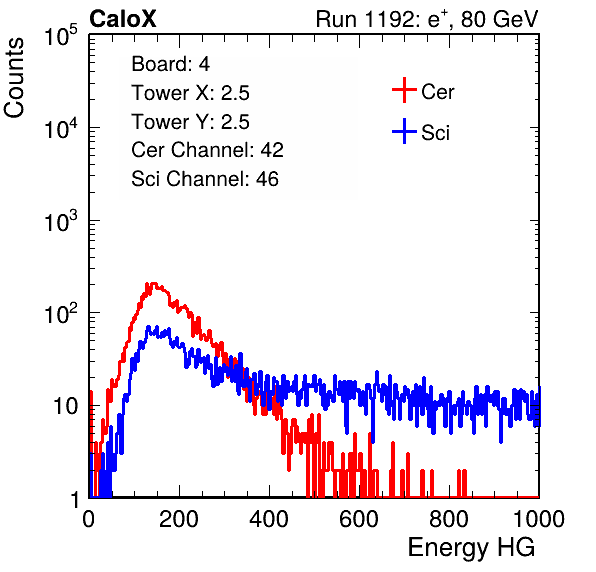 CaloX Run 1192: e⁺, 80 GeV
Counts
10⁵
10⁴
10³
10²
10
1
Board: 4
Tower X: 2.5
Tower Y: 2.5
Cer Channel: 42
Sci Channel: 46
Cer
Sci
0 200 400 600 800 1000
Energy HG